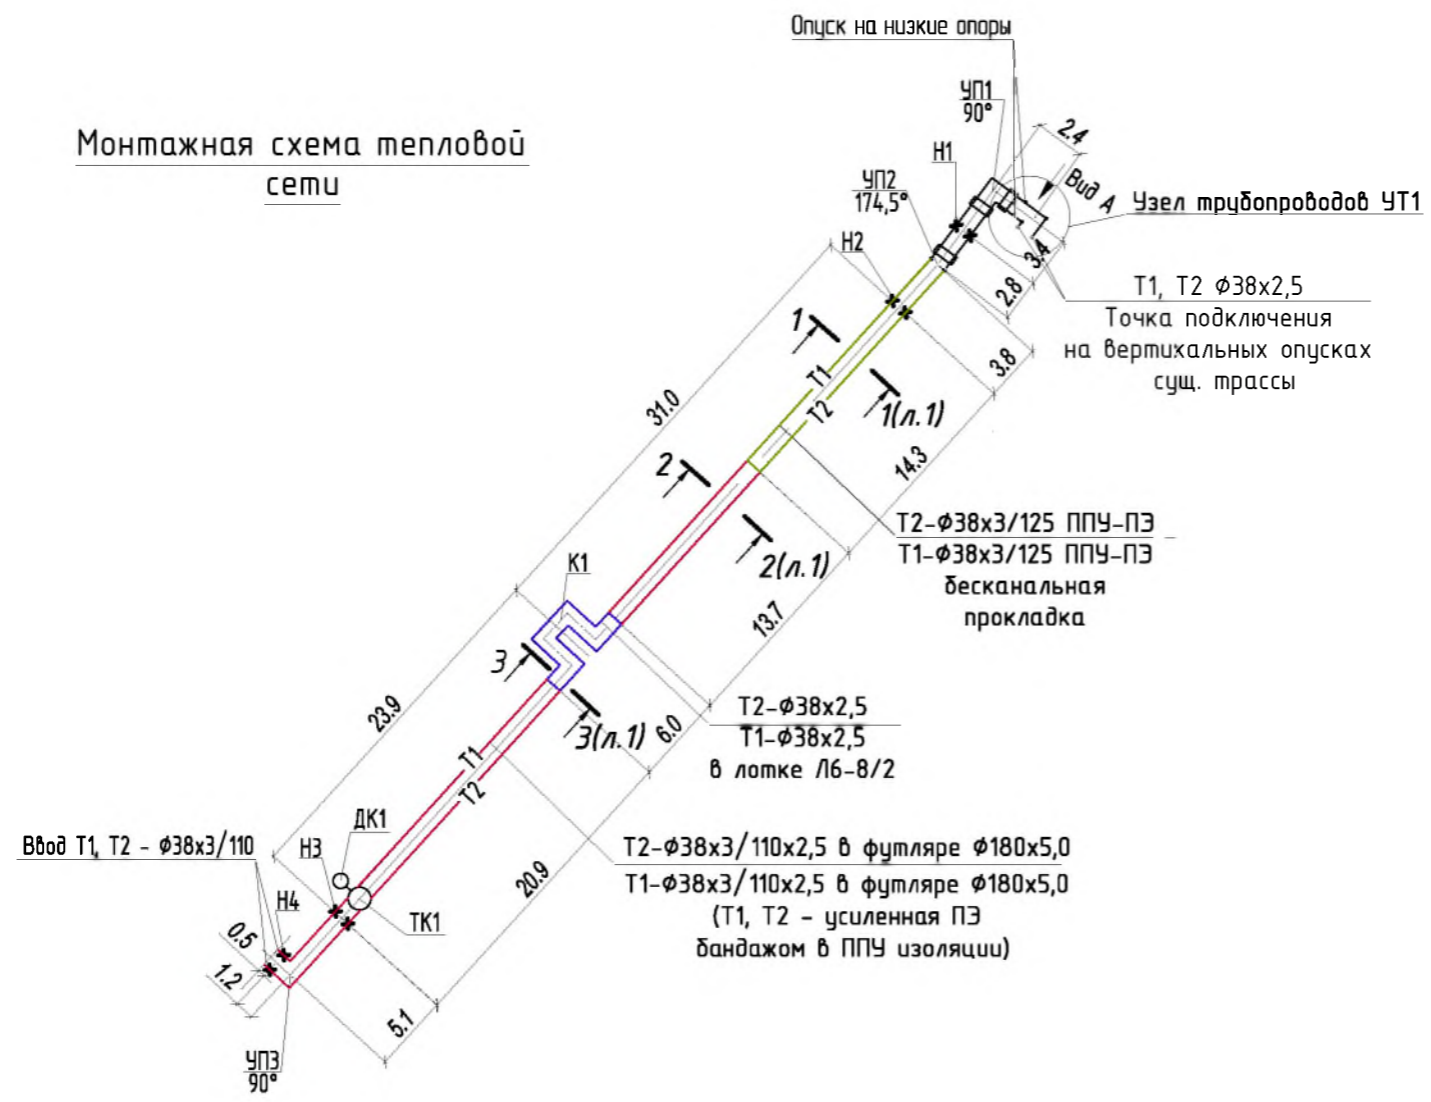 Опуск на низкие опоры
Монтажная схема тепловой
сети
УП1
90°
2.4
Н1
Вид А
УП2
174,5°
Узел трубопроводов УТ1
Н2
3.4
2.8
Т1, Т2 Ф38х2,5
Точка подключения
на вертикальных опусках
сущ. трассы
1
3.8
Т1
Т2
31.0
1(л.1)
14.3
2
Т2-Ф38х3/125 ППУ-ПЭ
Т1-Ф38х3/125 ППУ-ПЭ
бесканальная
прокладка
2(л.1)
К1
13.7
3
23.9
3(л.1)
6.0
Т2-Ф38х2,5
Т1-Ф38х2,5
в лотке Л6-8/2
Т1
Т2
ДК1
Ввод Т1, Т2 - Ф38х3/110
Н3
Т2-Ф38х3/110х2,5 в футляре Ф180х5,0
Т1-Ф38х3/110х2,5 в футляре Ф180х5,0
(Т1, Т2 - усиленная ПЭ
бандажом в ППУ изоляции)
20.9
Н4
ТК1
0.5
1.2
5.1
УП3
90°